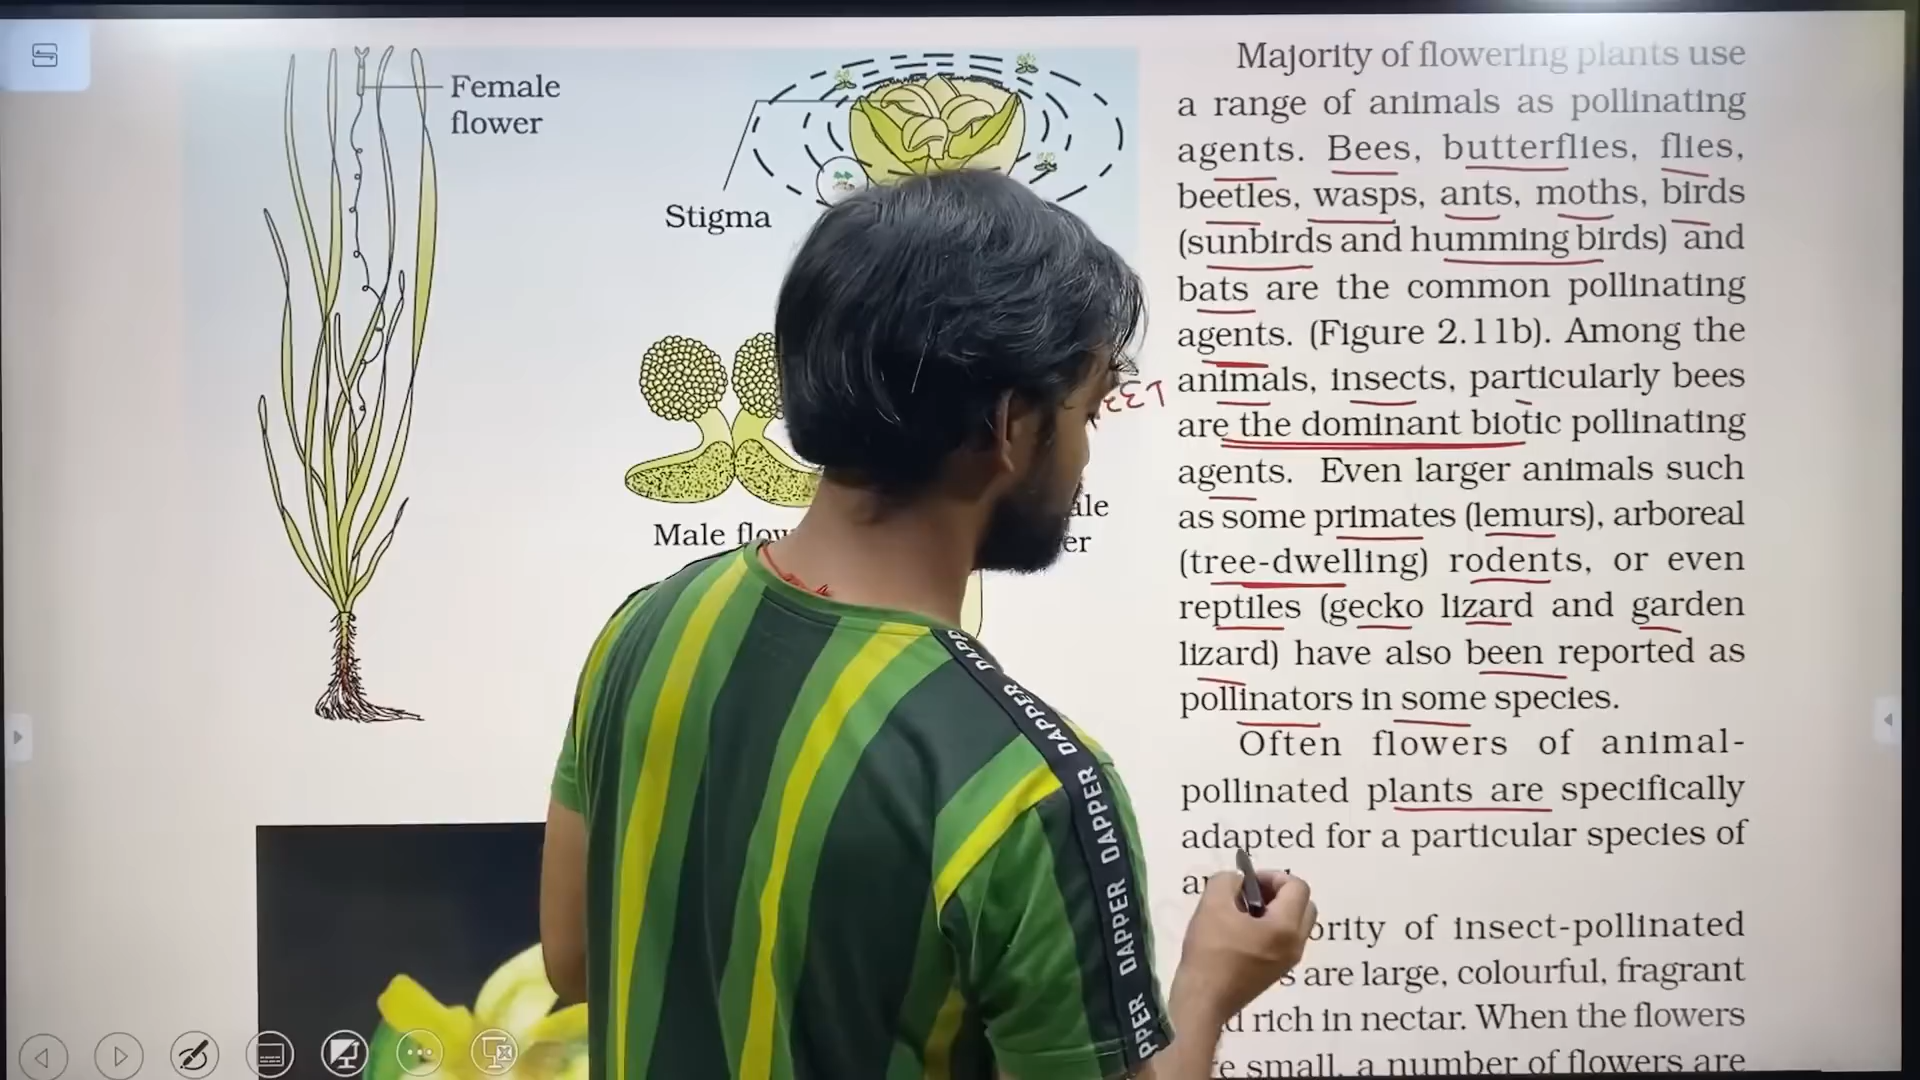 Female
flower
Stigma
Male
Majority of flowering plants use
a range of animals as pollinating
agents. Bees, butterflies, flies,
beetles, wasps, ants, moths, birds
(sunbirds and humming birds) and
bats are the common pollinating
agents. (Figure 2.11b). Among the
animals, insects, particularly bees
are the dominant biotic pollinating
agents. Even larger animals such
as some primates (lemurs), arboreal
(tree-dwelling) rodents, or even
reptiles (gecko lizard and garden
lizard) have also been reported as
pollinators in some species.
Often flowers of animal-
pollinated plants are specifically
adapted for a particular species of
of insect-pollinated
are large, colourful, fragrant
rich in nectar. When the flowers
small, a number of flowers are
DAPPER DAPPER DAPPER DAPPER